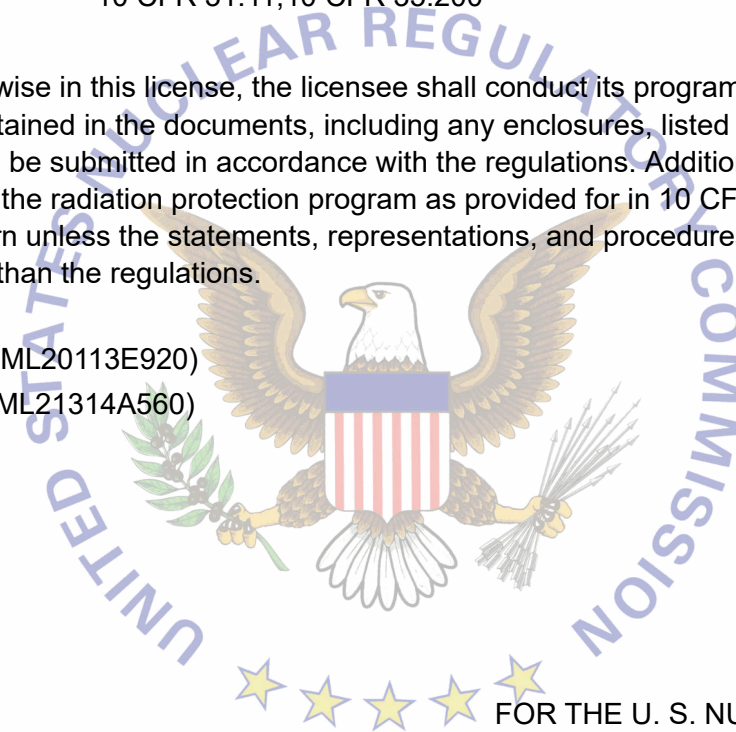 10 CFR 31.11;10 CFR 35.200
wise in this license, the licensee shall conduct its program
tained in the documents, including any enclosures, listed
be submitted in accordance with the regulations. Addition
the radiation protection program as provided for in 10 CF
rn unless the statements, representations, and procedure
than the regulations.
ML20113E920)
ML21314A560)
UNITED STATES NUCLEAR REGULATORY COMMISSION
FOR THE U. S. NU